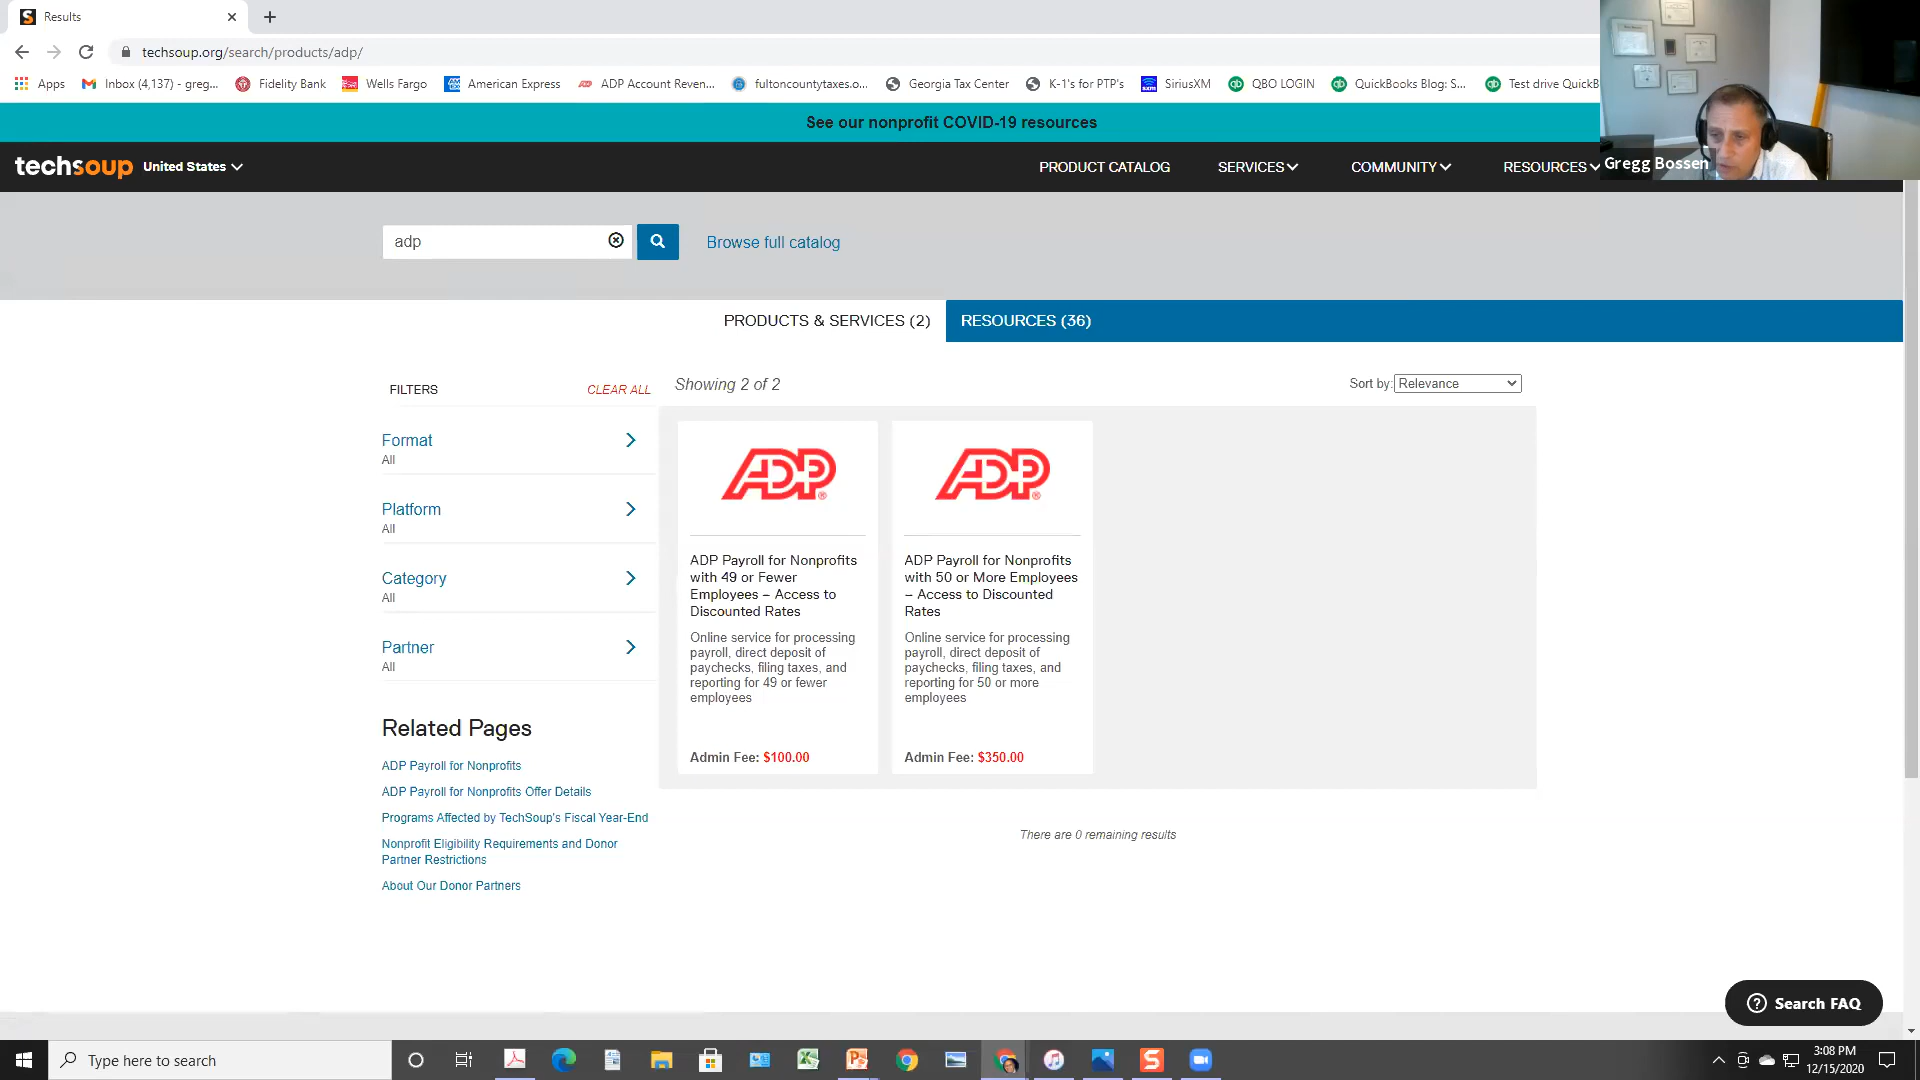 Results
techsoup.org/search/products/adp/
Apps
Inbox (4,137) - greg...
Fidelity Bank
Wells Fargo
American Express
ADP Account Reven...
fultoncountytaxes.o...
Georgia Tax Center
K-1's for PTP's
SiriusXM
QBO LOGIN
QuickBooks Blog: S...
Test drive QuickB
See our nonprofit COVID-19 resources
techsoup
United States
PRODUCT CATALOG
SERVICES
COMMUNITY
RESOURCES
Gregg Bossen
adp
Browse full catalog
PRODUCTS & SERVICES (2)
RESOURCES (36)
FILTERS
CLEAR ALL
Showing 2 of 2
Sort by: Relevance
Format
All
Platform
All
Category
All
Partner
All
Related Pages
ADP Payroll for Nonprofits
ADP Payroll for Nonprofits Offer Details
Programs Affected by TechSoup's Fiscal Year-End
Nonprofit Eligibility Requirements and Donor
Partner Restrictions
About Our Donor Partners
ADP
ADP Payroll for Nonprofits
with 49 or Fewer
Employees – Access to
Discounted Rates
Online service for processing
payroll, direct deposit of
paychecks, filing taxes, and
reporting for 49 or fewer
employees
Admin Fee: $100.00
ADP
ADP Payroll for Nonprofits
with 50 or More Employees
– Access to Discounted
Rates
Online service for processing
payroll, direct deposit of
paychecks, filing taxes, and
reporting for 50 or more
employees
Admin Fee: $350.00
There are 0 remaining results
Search FAQ
Type here to search
3:08 PM
12/15/2020